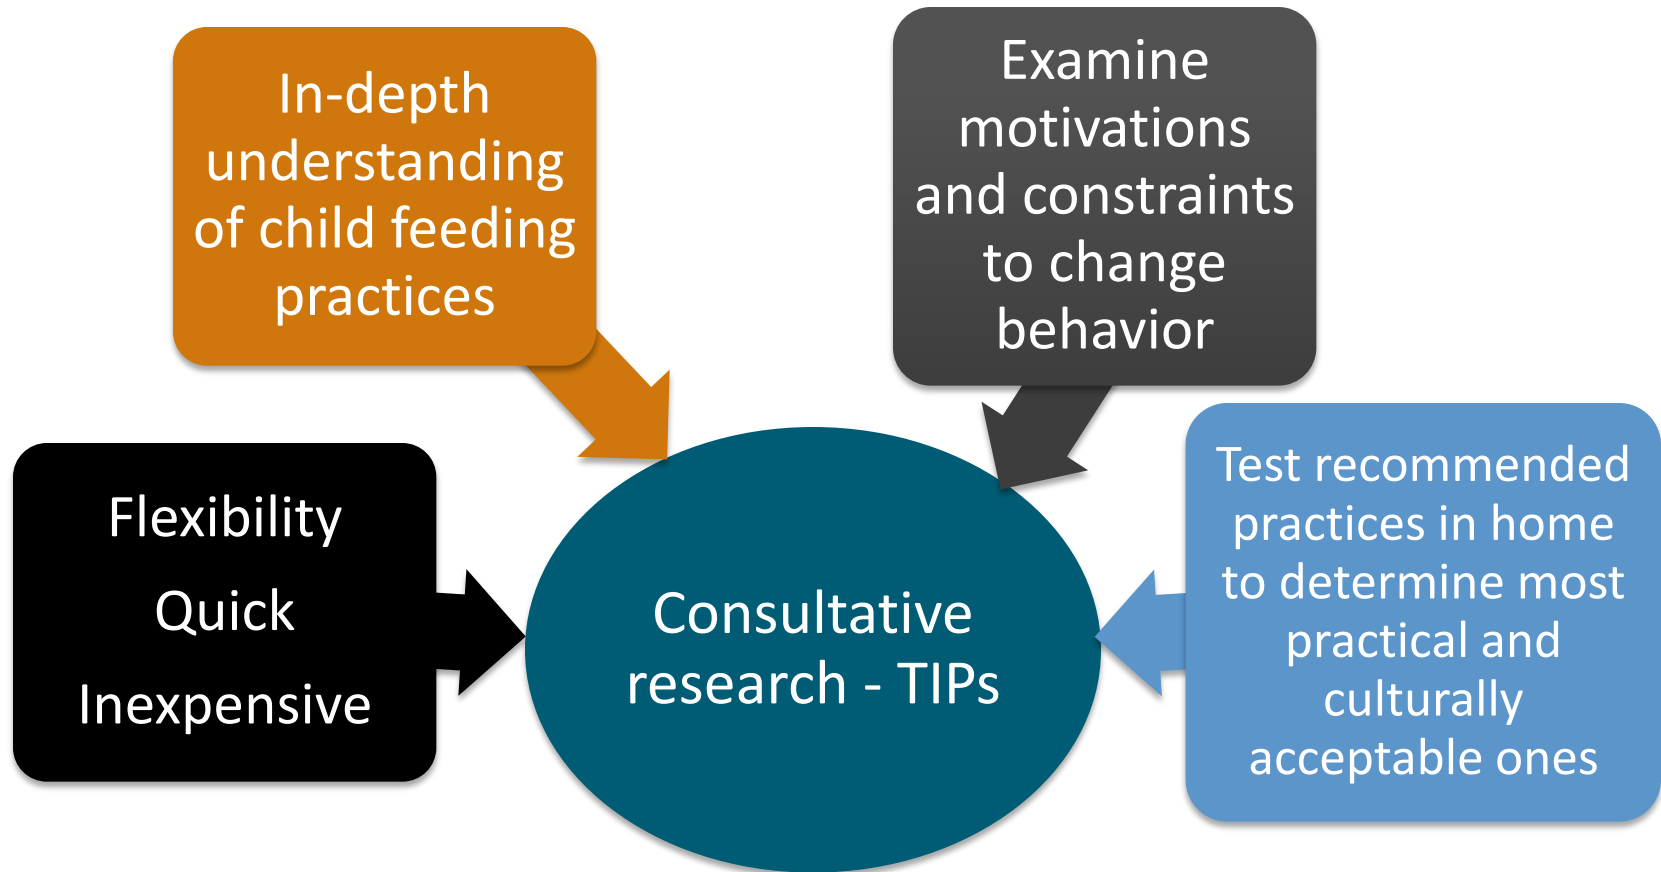 In-depth
understanding
of child feeding
practices
Examine
motivations
and constraints
to change
behavior
Flexibility
Quick
Inexpensive
Consultative
research - TIPs
Test recommended
practices in home
to determine most
practical and
culturally
acceptable ones